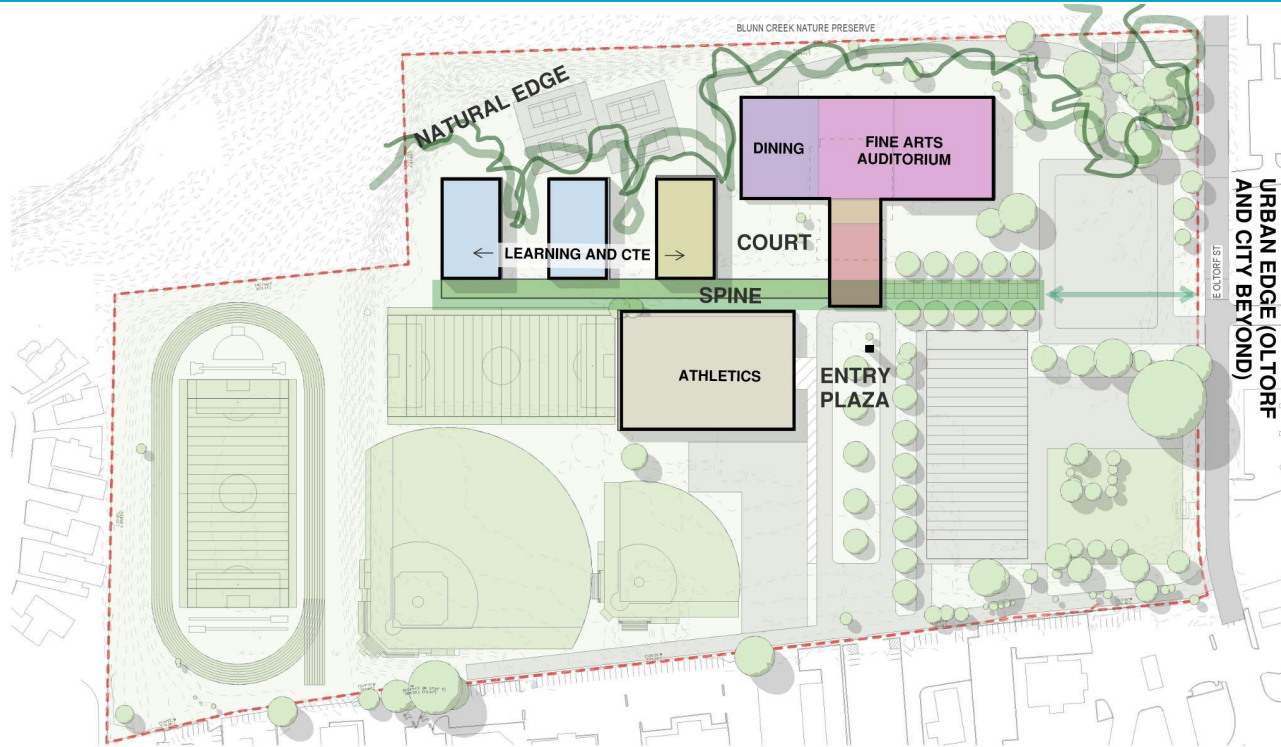 BLUNN CREEK NATURE PRESERVE
NATURAL EDGE
DINING
FINE ARTS
AUDITORIUM
COURT
← LEARNING AND CTE →
SPINE
ATHLETICS
ENTRY
PLAZA
E OLTORF ST
URBAN EDGE (OLTORF
AND CITY BEYOND)